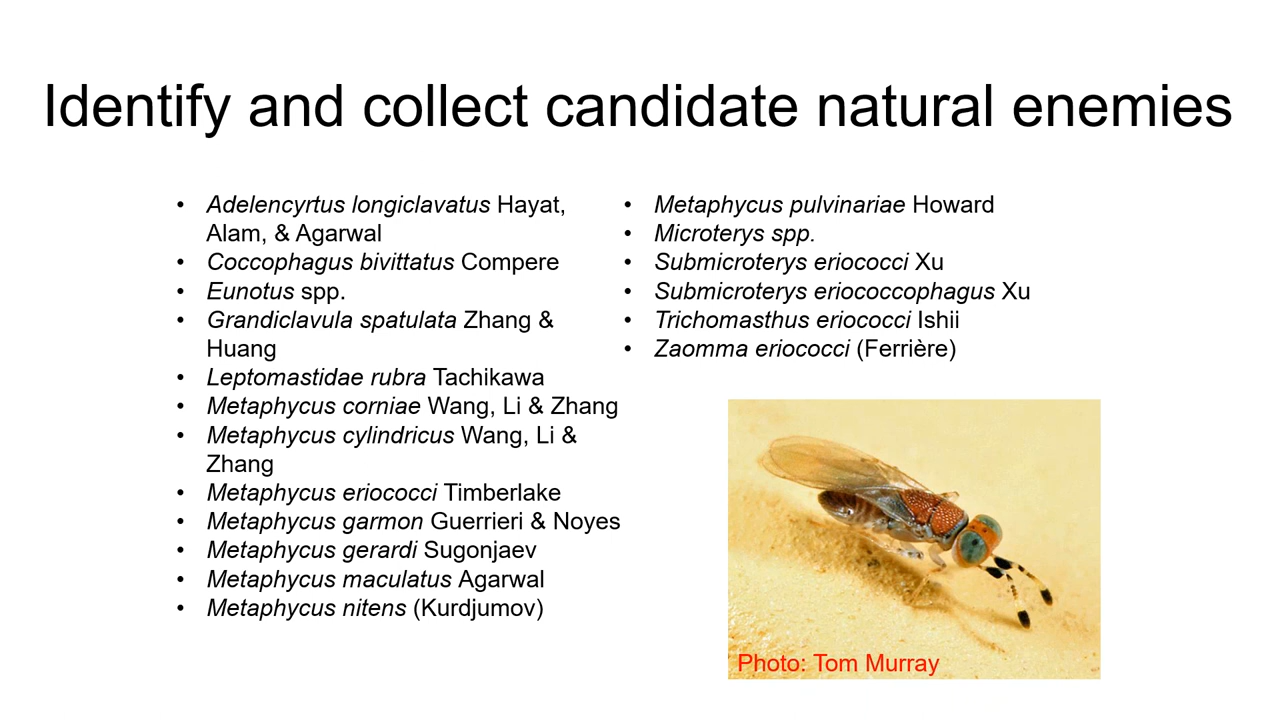 Identify and collect candidate natural enemies
• Adelencyrtus longiclavatus Hayat,
Alam, & Agarwal
• Coccophagus bivittatus Compere
• Eunotus spp.
• Grandiclavula spatulata Zhang &
Huang
• Leptomastidae rubra Tachikawa
• Metaphycus corniae Wang, Li & Zhang
• Metaphycus cylindricus Wang, Li &
Zhang
• Metaphycus eriococci Timberlake
• Metaphycus garmon Guerrieri & Noyes
• Metaphycus gerardi Sugonjaev
• Metaphycus maculatus Agarwal
• Metaphycus nitens (Kurdjumov)
• Metaphycus pulvinariae Howard
• Microterys spp.
• Submicroterys eriococci Xu
• Submicroterys eriococcophagus Xu
• Trichomasthus eriococci Ishii
• Zaomma eriococci (Ferrière)
Photo: Tom Murray